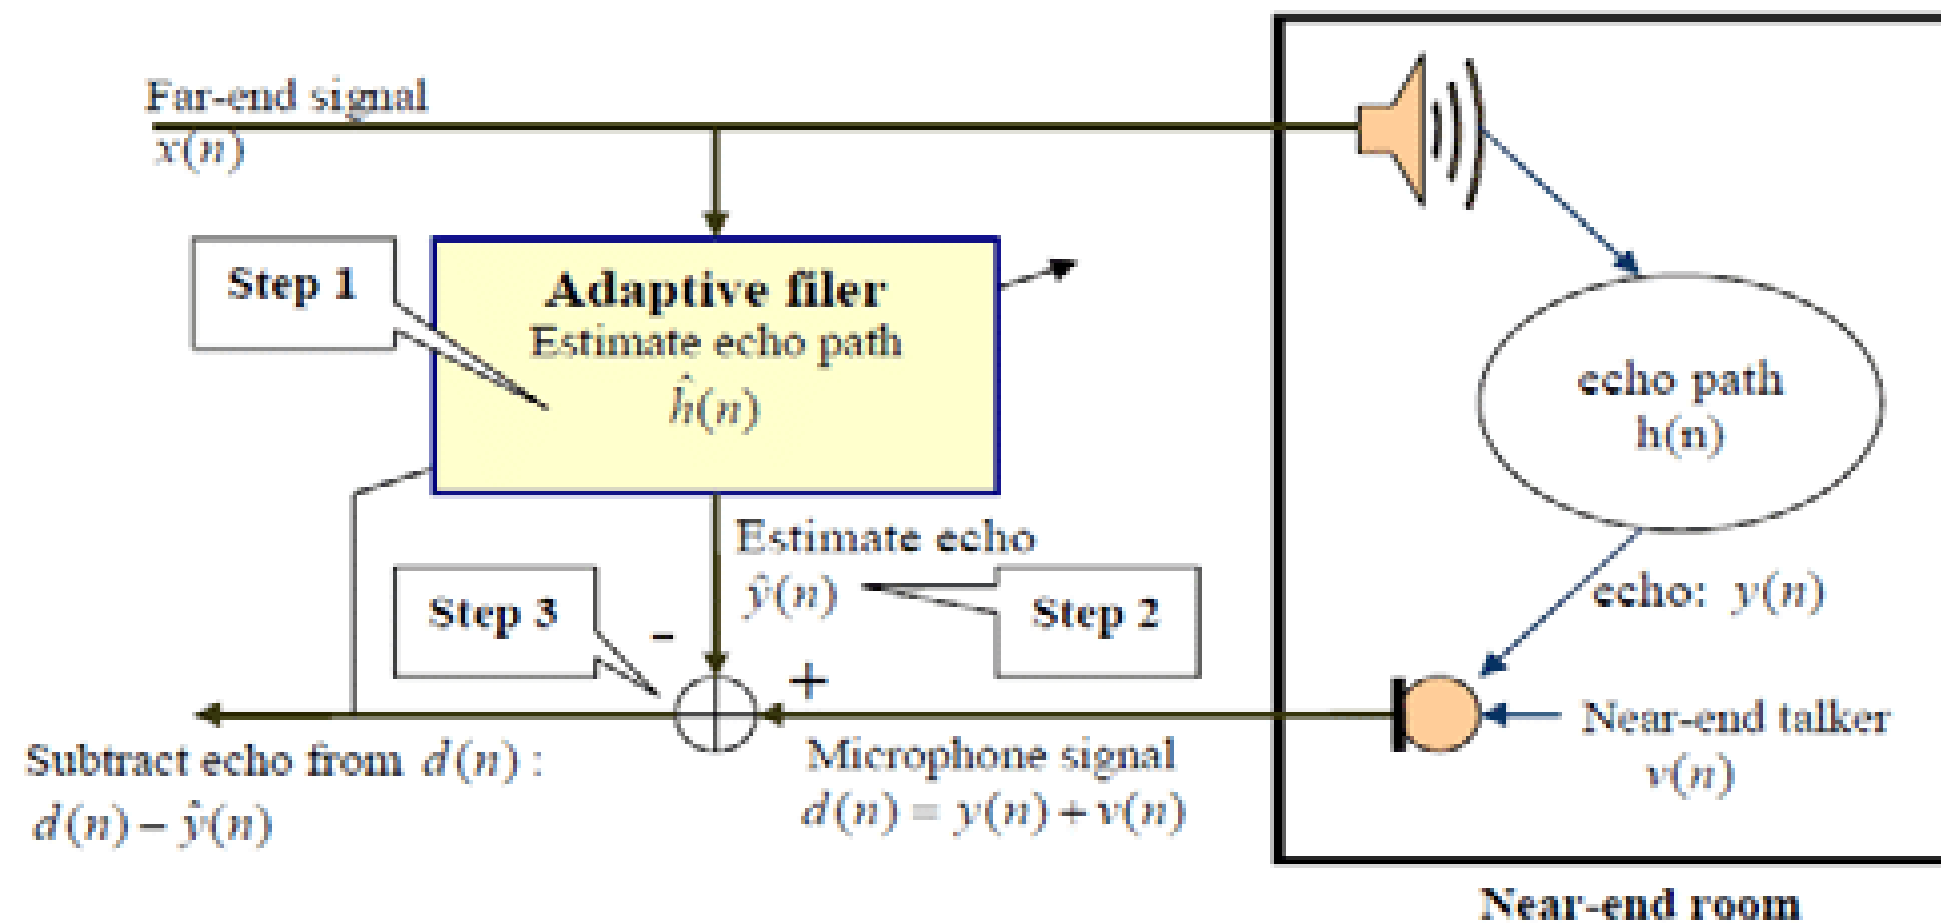 Far-end signal
x(n)
Step 1
Adaptive filer
Estimate echo path
ĥ(n)
echo path
h(n)
Estimate echo
ŷ(n)
Step 3
Step 2
-
+
echo: y(n)
Near-end talker
v(n)
Subtract echo from d(n) :
d(n) – ŷ(n)
Microphone signal
d(n) = y(n) + v(n)
Near-end room